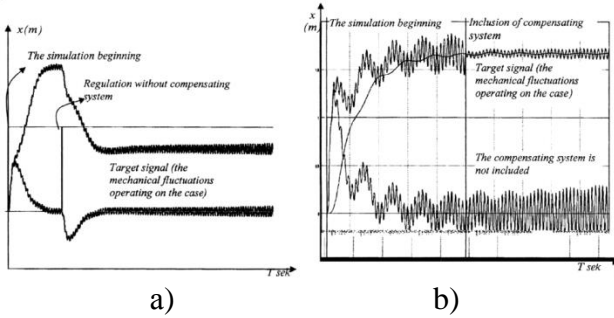 x(m)
The simulation beginning
Regulation without compensating
system
Target signal (the
mechanical fluctuations
operating on the case)
T sek
a)
x
(m)
The simulation beginning
Inclusion of compensating
system
Target signal (the
mechanical fluctuations
operating on the case)
The compensating system is
not included
T sek
b)